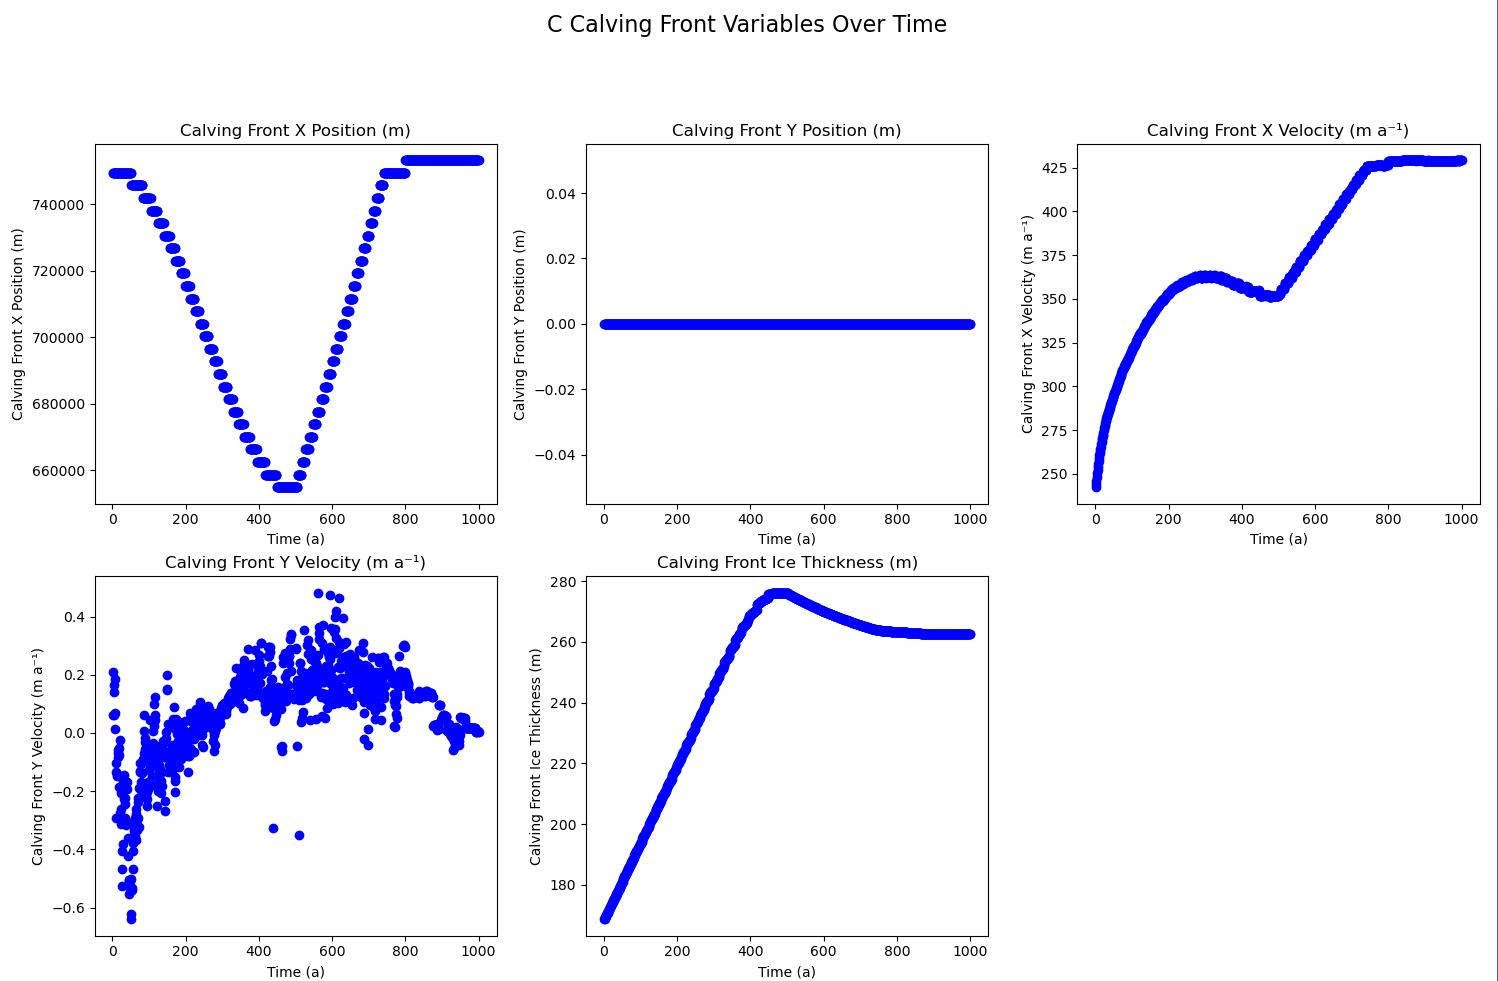 C Calving Front Variables Over Time
Calving Front X Position (m)
Calving Front X Position (m)
740000
720000
700000
680000
660000
0 200 400 600 800 1000
Time (a)
Calving Front Y Position (m)
Calving Front Y Position (m)
0.04
0.02
0.00
−0.02
−0.04
0 200 400 600 800 1000
Time (a)
Calving Front X Velocity (m a⁻¹)
Calving Front X Velocity (m a⁻¹)
425
400
375
350
325
300
275
250
0 200 400 600 800 1000
Time (a)
Calving Front Y Velocity (m a⁻¹)
Calving Front Y Velocity (m a⁻¹)
0.4
0.2
0.0
−0.2
−0.4
−0.6
0 200 400 600 800 1000
Time (a)
Calving Front Ice Thickness (m)
Calving Front Ice Thickness (m)
280
260
240
220
200
180
0 200 400 600 800 1000
Time (a)